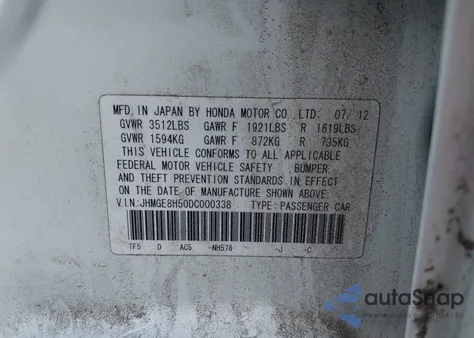 MFD. IN JAPAN BY HONDA MOTOR CO., LTD. 07/12
GVWR 3512LBS GAWR F 1921LBS R 1619LBS
GVWR 1594KG GAWR F 872KG R 735KG
THIS VEHICLE CONFORMS TO ALL APPLICABLE
FEDERAL MOTOR VEHICLE SAFETY, BUMPER,
AND THEFT PREVENTION STANDARDS IN EFFECT
ON THE DATE OF MANUFACTURE SHOWN ABOVE.
V.I.N:JHMGE8H50DC000338 TYPE: PASSENGER CAR
TF5 D AC5 -NH578 -J -C
autoSnap